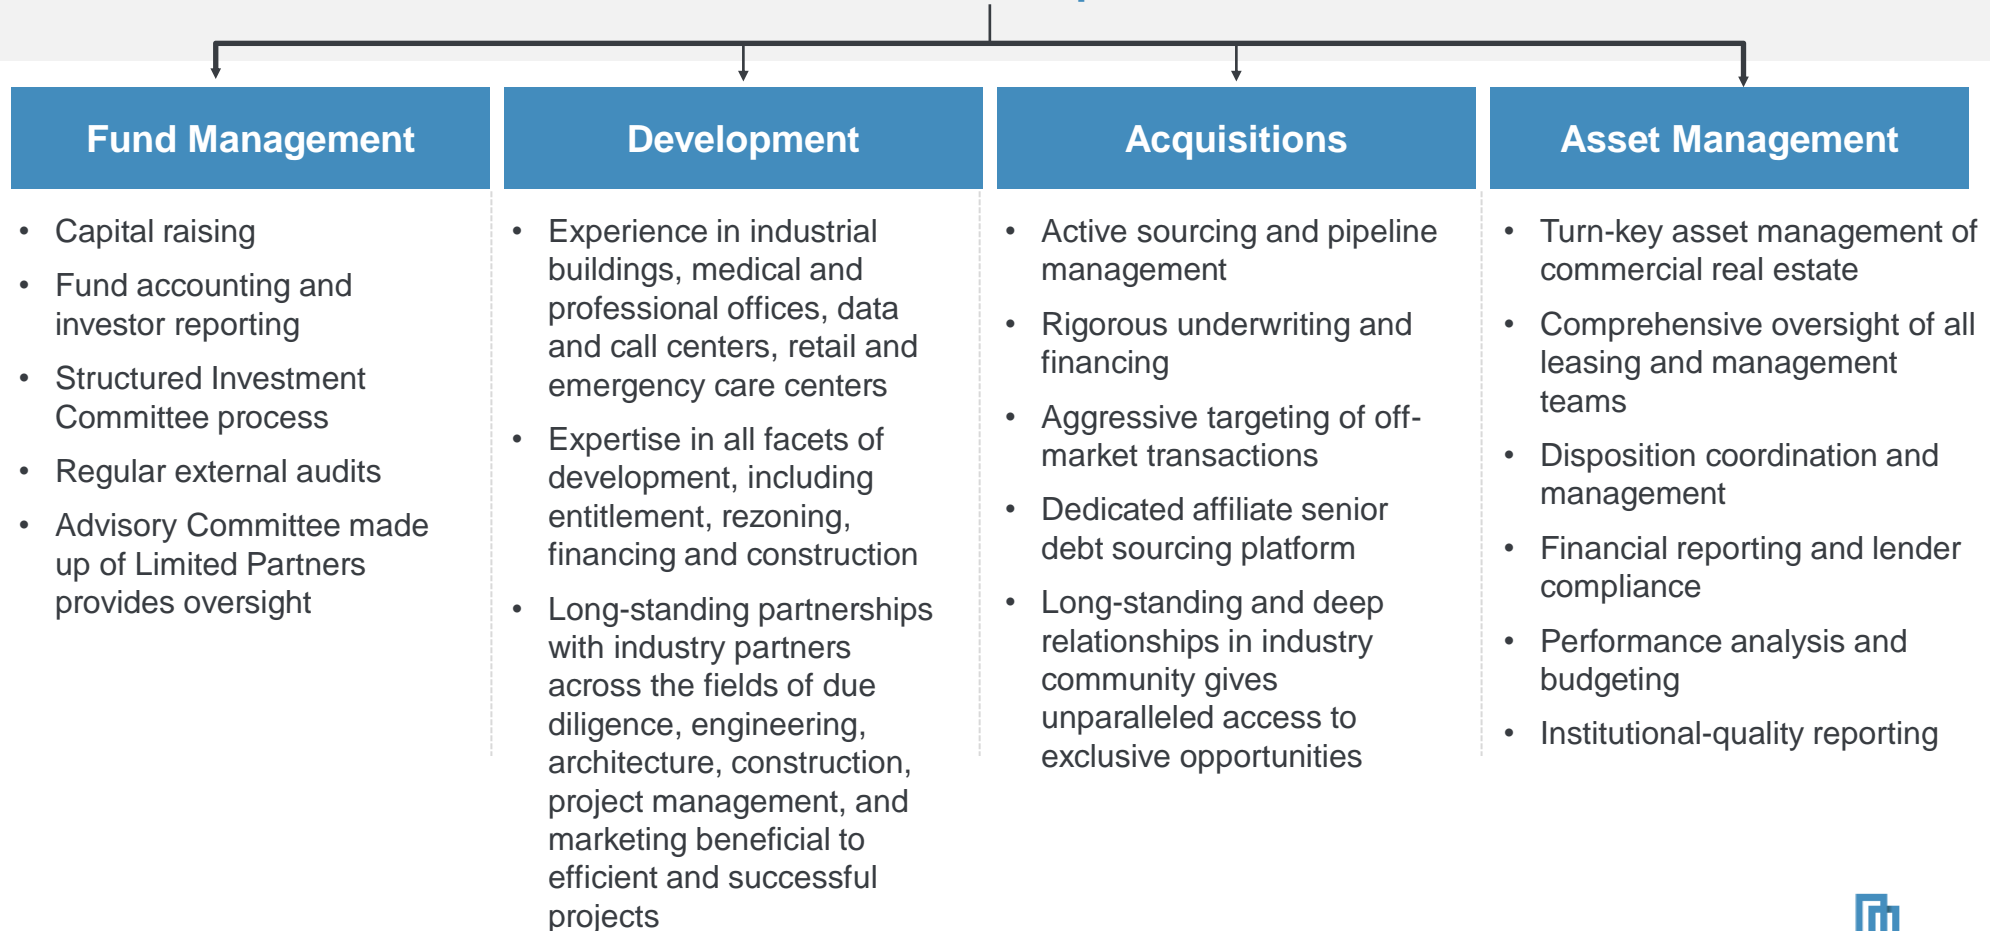 Fund Management
• Capital raising
• Fund accounting and
investor reporting
• Structured Investment
Committee process
• Regular external audits
• Advisory Committee made
up of Limited Partners
provides oversight
Development
• Experience in industrial
buildings, medical and
professional offices, data
and call centers, retail and
emergency care centers
• Expertise in all facets of
development, including
entitlement, rezoning,
financing and construction
• Long-standing partnerships
with industry partners
across the fields of due
diligence, engineering,
architecture, construction,
project management, and
marketing beneficial to
efficient and successful
projects
Acquisitions
• Active sourcing and pipeline
management
• Rigorous underwriting and
financing
• Aggressive targeting of off-
market transactions
• Dedicated affiliate senior
debt sourcing platform
• Long-standing and deep
relationships in industry
community gives
unparalleled access to
exclusive opportunities
Asset Management
• Turn-key asset management of
commercial real estate
• Comprehensive oversight of all
leasing and management
teams
• Disposition coordination and
management
• Financial reporting and lender
compliance
• Performance analysis and
budgeting
• Institutional-quality reporting